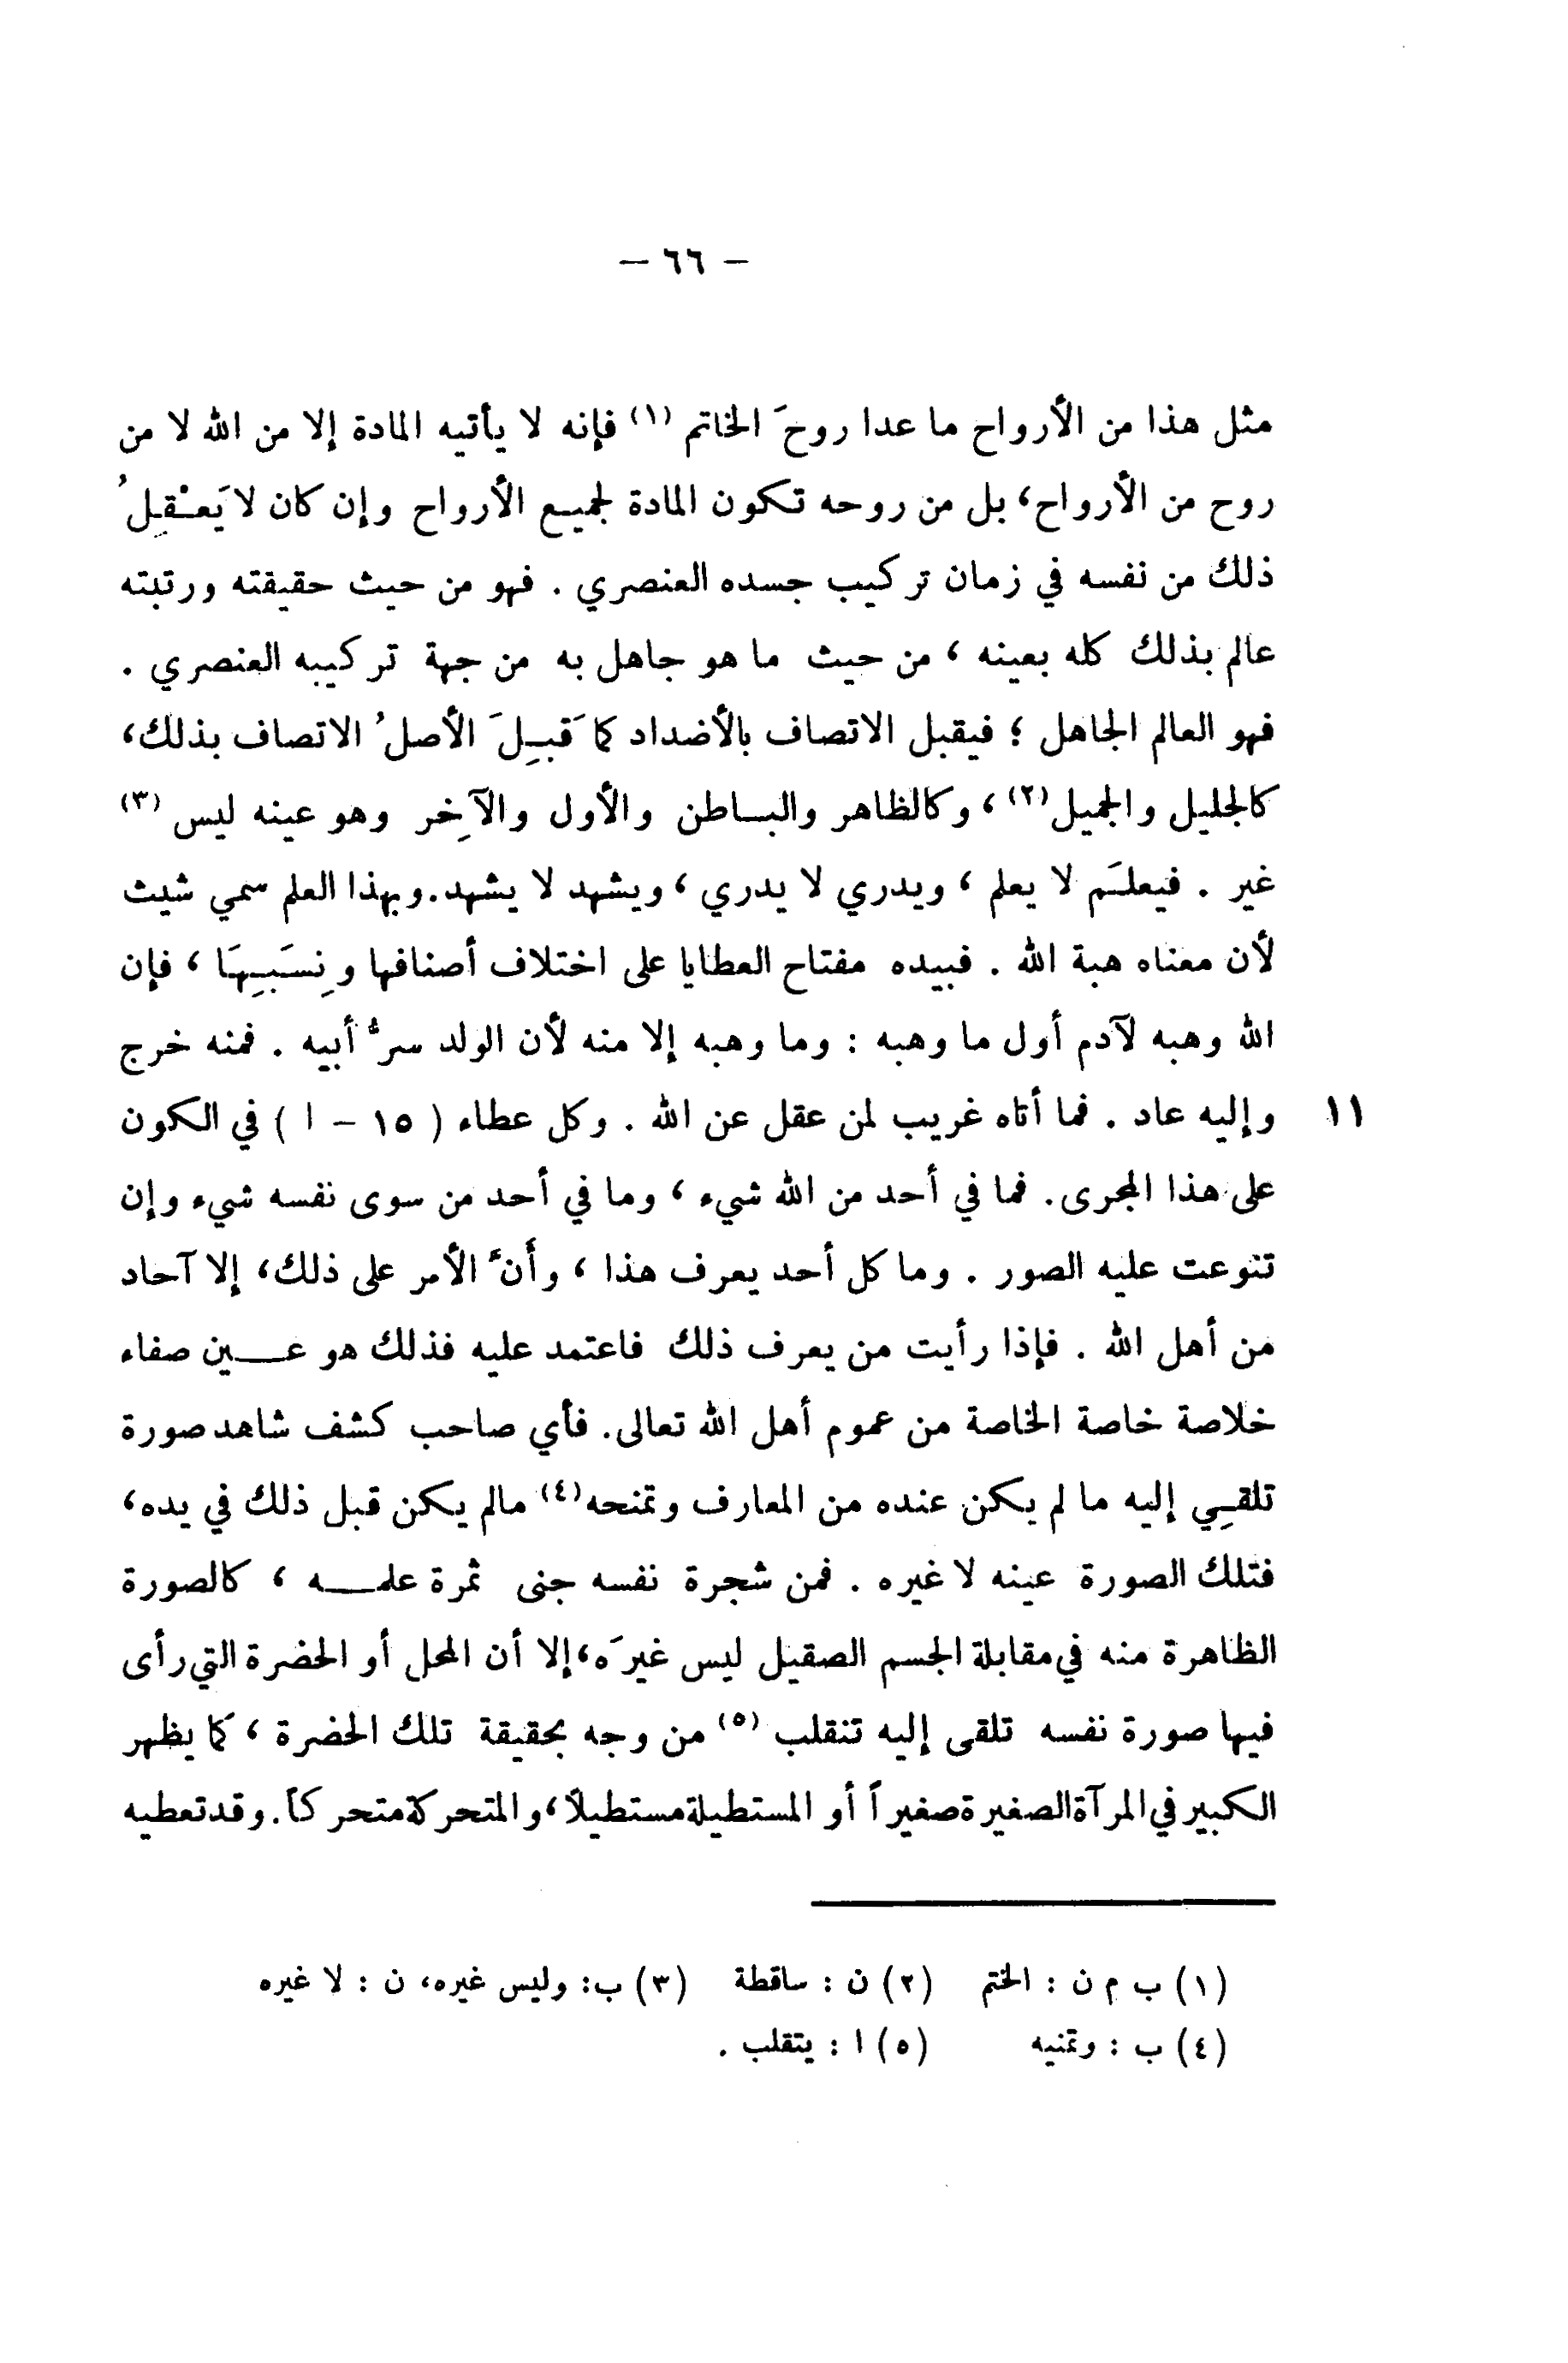 — ٦٦ —
مثل هذا من الأرواح ما عدا روحَ الخاتم (١) فإنه لا يأتيه المادة إلا من الله لا من
روح من الأرواح، بل من روحه تكون المادة لجميع الأرواح وإن كان لا يَعْقِلُ
ذلك من نفسه في زمان تركيب جسده العنصري . فهو من حيث حقيقته ورتبته
عالم بذلك كله بعينه ، من حيث ما هو جاهل به من جهة تركيبه العنصري .
فهو العالم الجاهل ؛ فيقبل الاتصاف بالأضداد كما قَبِلَ الأصلُ الاتصاف بذلك،
كالجليل والجميل (٢) ، وكالظاهر والباطن والأول والآخِر وهو عينه ليس (٣)
غير . فيعلَم لا يعلم ، ويدري لا يدري ، ويشهد لا يشهد. وبهذا العلم سمي شيث
لأن معناه هبة الله . فبيده مفتاح العطايا على اختلاف أصنافها ونِسَبِهَا ، فإن
الله وهبه لآدم أول ما وهبه : وما وهبه إلا منه لأن الولد سرُّ أبيه . فمنه خرج
١١ وإليه عاد . فما أتاه غريب لمن عقل عن الله . وكل عطاء ( ١٥ – ا ) في الكون
على هذا المجرى. فما في أحد من الله شيء ، وما في أحد من سوى نفسه شيء وإن
تنوعت عليه الصور . وما كل أحد يعرف هذا ، وأنَّ الأمر على ذلك، إلا آحاد
من أهل الله . فإذا رأيت من يعرف ذلك فاعتمد عليه فذلك هو عين صفاء
خلاصة خاصة الخاصة من عموم أهل الله تعالى. فأي صاحب كشف شاهد صورة
تلقِي إليه ما لم يكن عنده من المعارف وتمنحه (٤) مالم يكن قبل ذلك في يده،
فتلك الصورة عينه لا غيره . فمن شجرة نفسه جنى ثمرة علمه ، كالصورة
الظاهرة منه في مقابلة الجسم الصقيل ليس غيرَه، إلا أن المحل أو الحضرة التي رأى
فيها صورة نفسه تلقى إليه تنقلب (٥) من وجه بحقيقة تلك الحضرة ، كما يظهر
الكبير في المرآة الصغيرة صغيراً أو المستطيلة مستطيلاً، والمتحركة متحركاً. وقد تعطيه
(١) ب م ن : الختم (٢) ن : ساقطة (٣) ب: وليس غيره، ن : لا غيره
(٤) ب : وتمنيه (٥) ا : يتقلب .